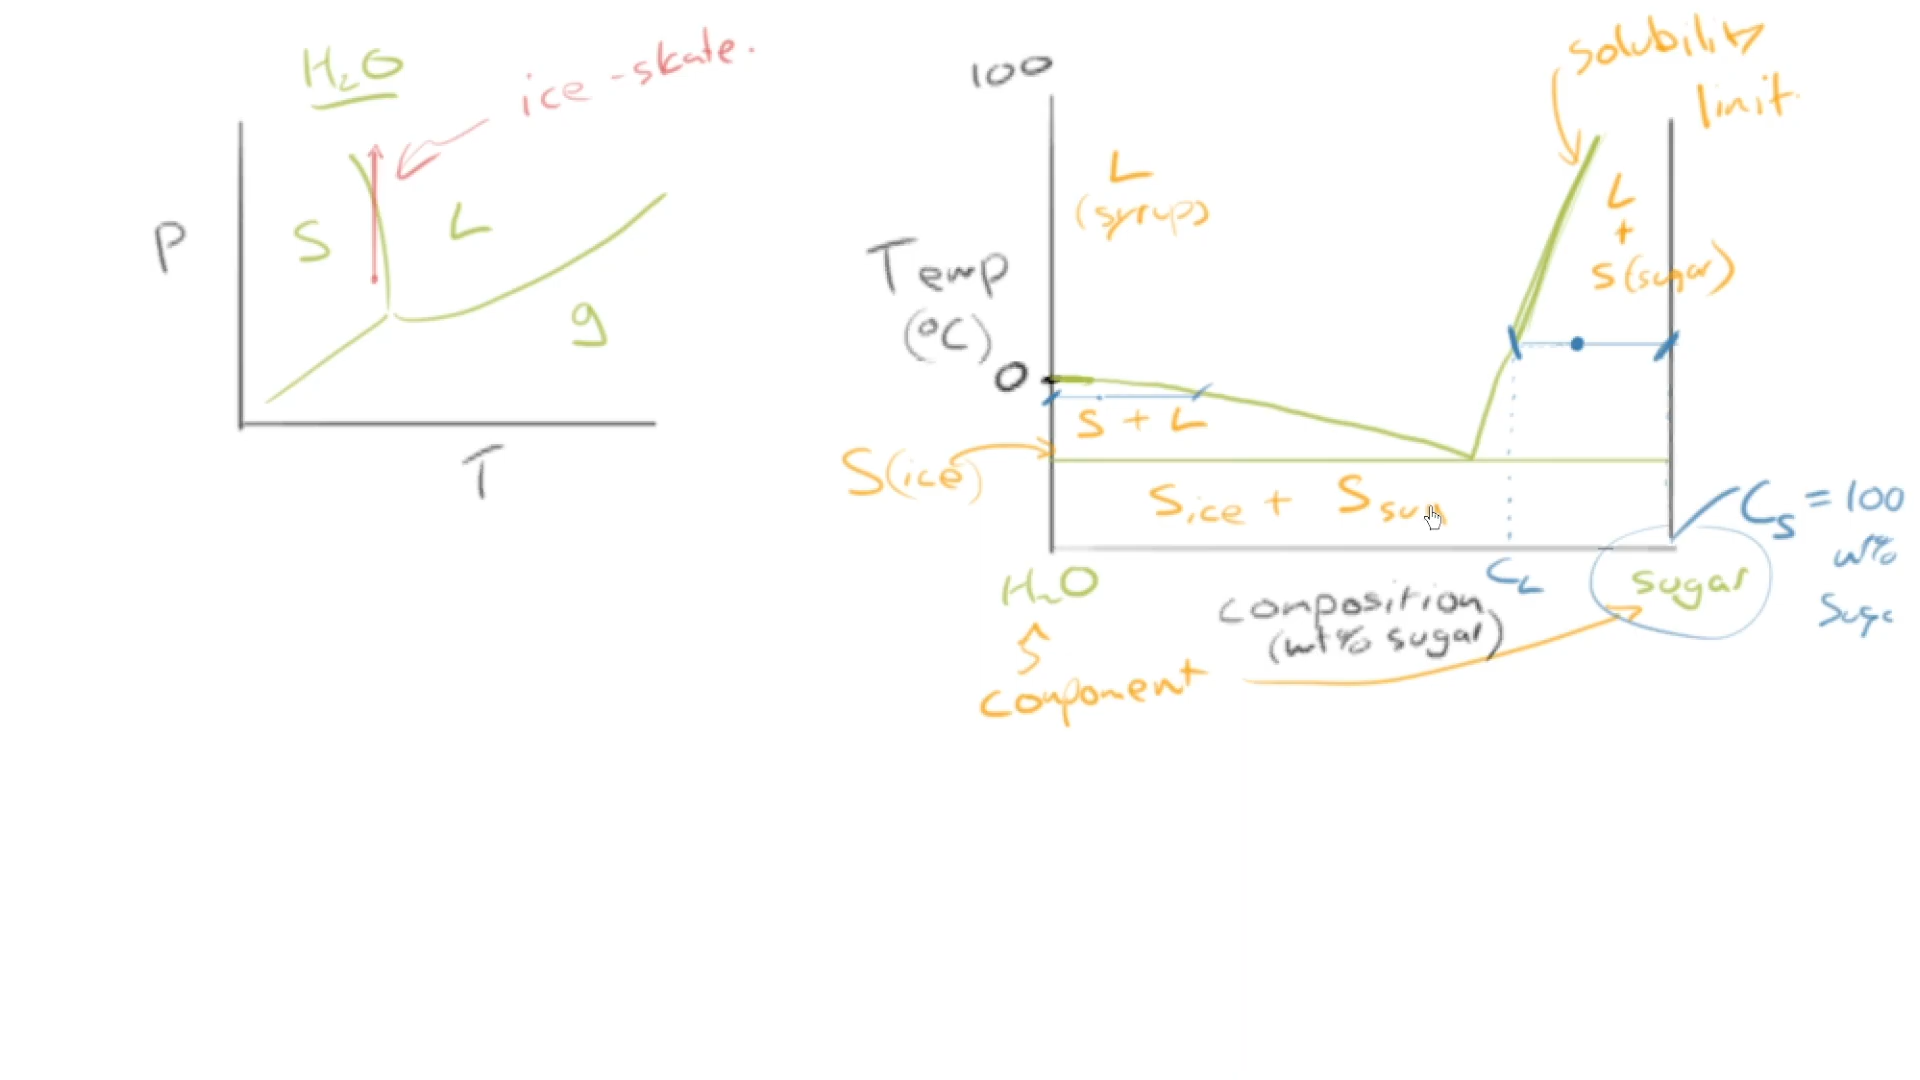 H₂O
ice-skate.
P
S
L
g
T
100
solubility
limit.
L
(syrup)
L
+
S(sugar)
Temp
(°C)
0
S + L
S(ice)
Sice +
Cs = 100
wt%
CL
H₂O
sugar
composition
(wt% sugar)
component